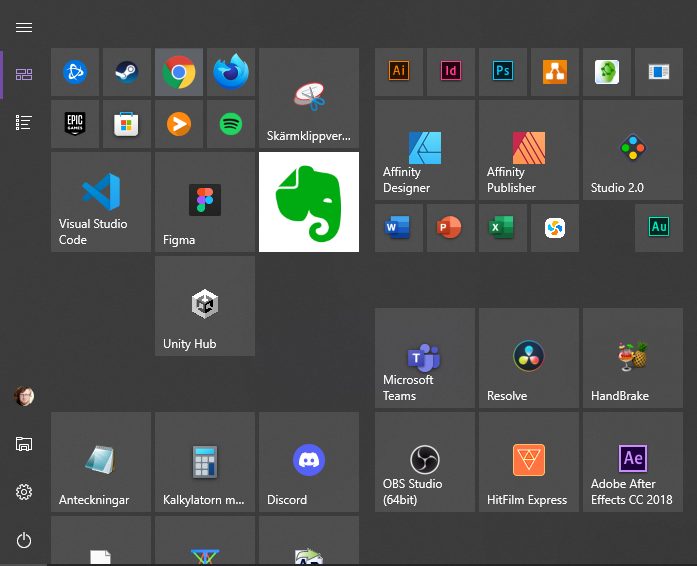 Skärmklippver...
EPIC
GAMES
Ai
Id
Ps
Visual Studio
Code
Figma
Affinity
Designer
Affinity
Publisher
Studio 2.0
W
P
X
Au
Unity Hub
T
Microsoft
Teams
Resolve
HandBrake
Anteckningar
Kalkylatorn m...
Discord
OBS Studio
(64bit)
HitFilm Express
Ae
Adobe After
Effects CC 2018